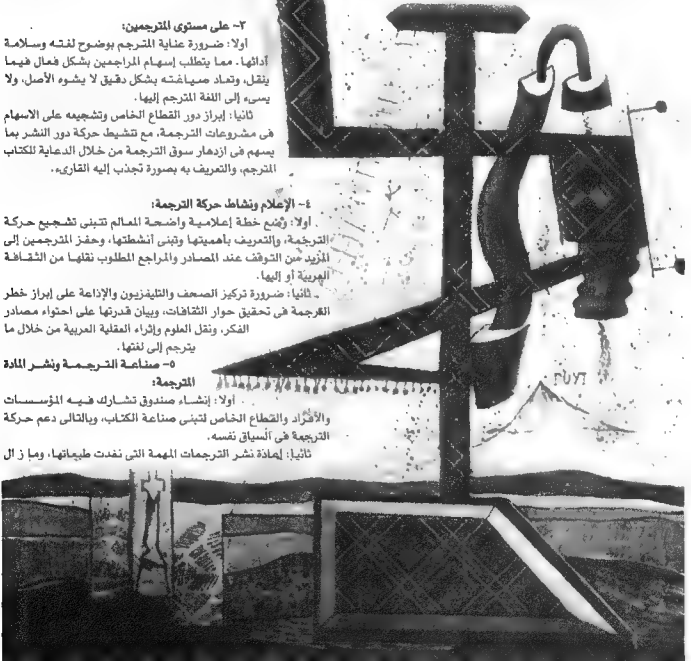 ٣- على مستوى المترجمين:
أولا: ضرورة عناية المترجم بوضوح لغته وسلامة
أدائها. مما يتطلب إسهام المراجعين بشكل فعال فيما
ينقل، وتعاد صياغته بشكل دقيق لا يشوه الأصل، ولا
يسىء إلى اللغة المترجم إليها.
ثانيا: إبراز دور القطاع الخاص وتشجيعه على الاسهام
فى مشروعات الترجمة، مع تنشيط حركة دور النشر بما
يسهم فى ازدهار سوق الترجمة من خلال الدعاية للكتاب
المترجم، والتعريف به بصورة تجذب إليه القارىء.
٤- الإعلام ونشاط حركة الترجمة:
أولا: وضع خطة إعلامية واضحة المعالم تتبنى تشجيع حركة
الترجمة، والتعريف بأهميتها وتبنى أنشطتها، وحفز المترجمين إلى
المزيد من التوقف عند المصادر والمراجع المطلوب نقلها من الثقافة
العربية أو إليها.
ثانيا: ضرورة تركيز الصحف والتليفزيون والإذاعة على إبراز خطر
الترجمة فى تحقيق حوار الثقافات، وبيان قدرتها على احتواء مصادر
الفكر، ونقل العلوم وإثراء العقلية العربية من خلال ما
يترجم إلى لغتها.
٥- صناعة الترجمة ونشر المادة
المترجمة:
أولا: إنشاء صندوق تشارك فيه المؤسسات
والأفراد والقطاع الخاص لتبنى صناعة الكتاب، وبالتالى دعم حركة
الترجمة فى السياق نفسه.
ثانيا: إعادة نشر الترجمات المهمة التى نفدت طبعاتها، وما زال